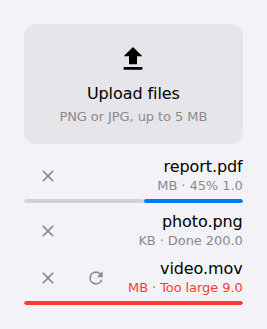 Upload files
PNG or JPG, up to 5 MB
report.pdf
MB · 45% 1.0
photo.png
KB · Done 200.0
video.mov
MB · Too large 9.0